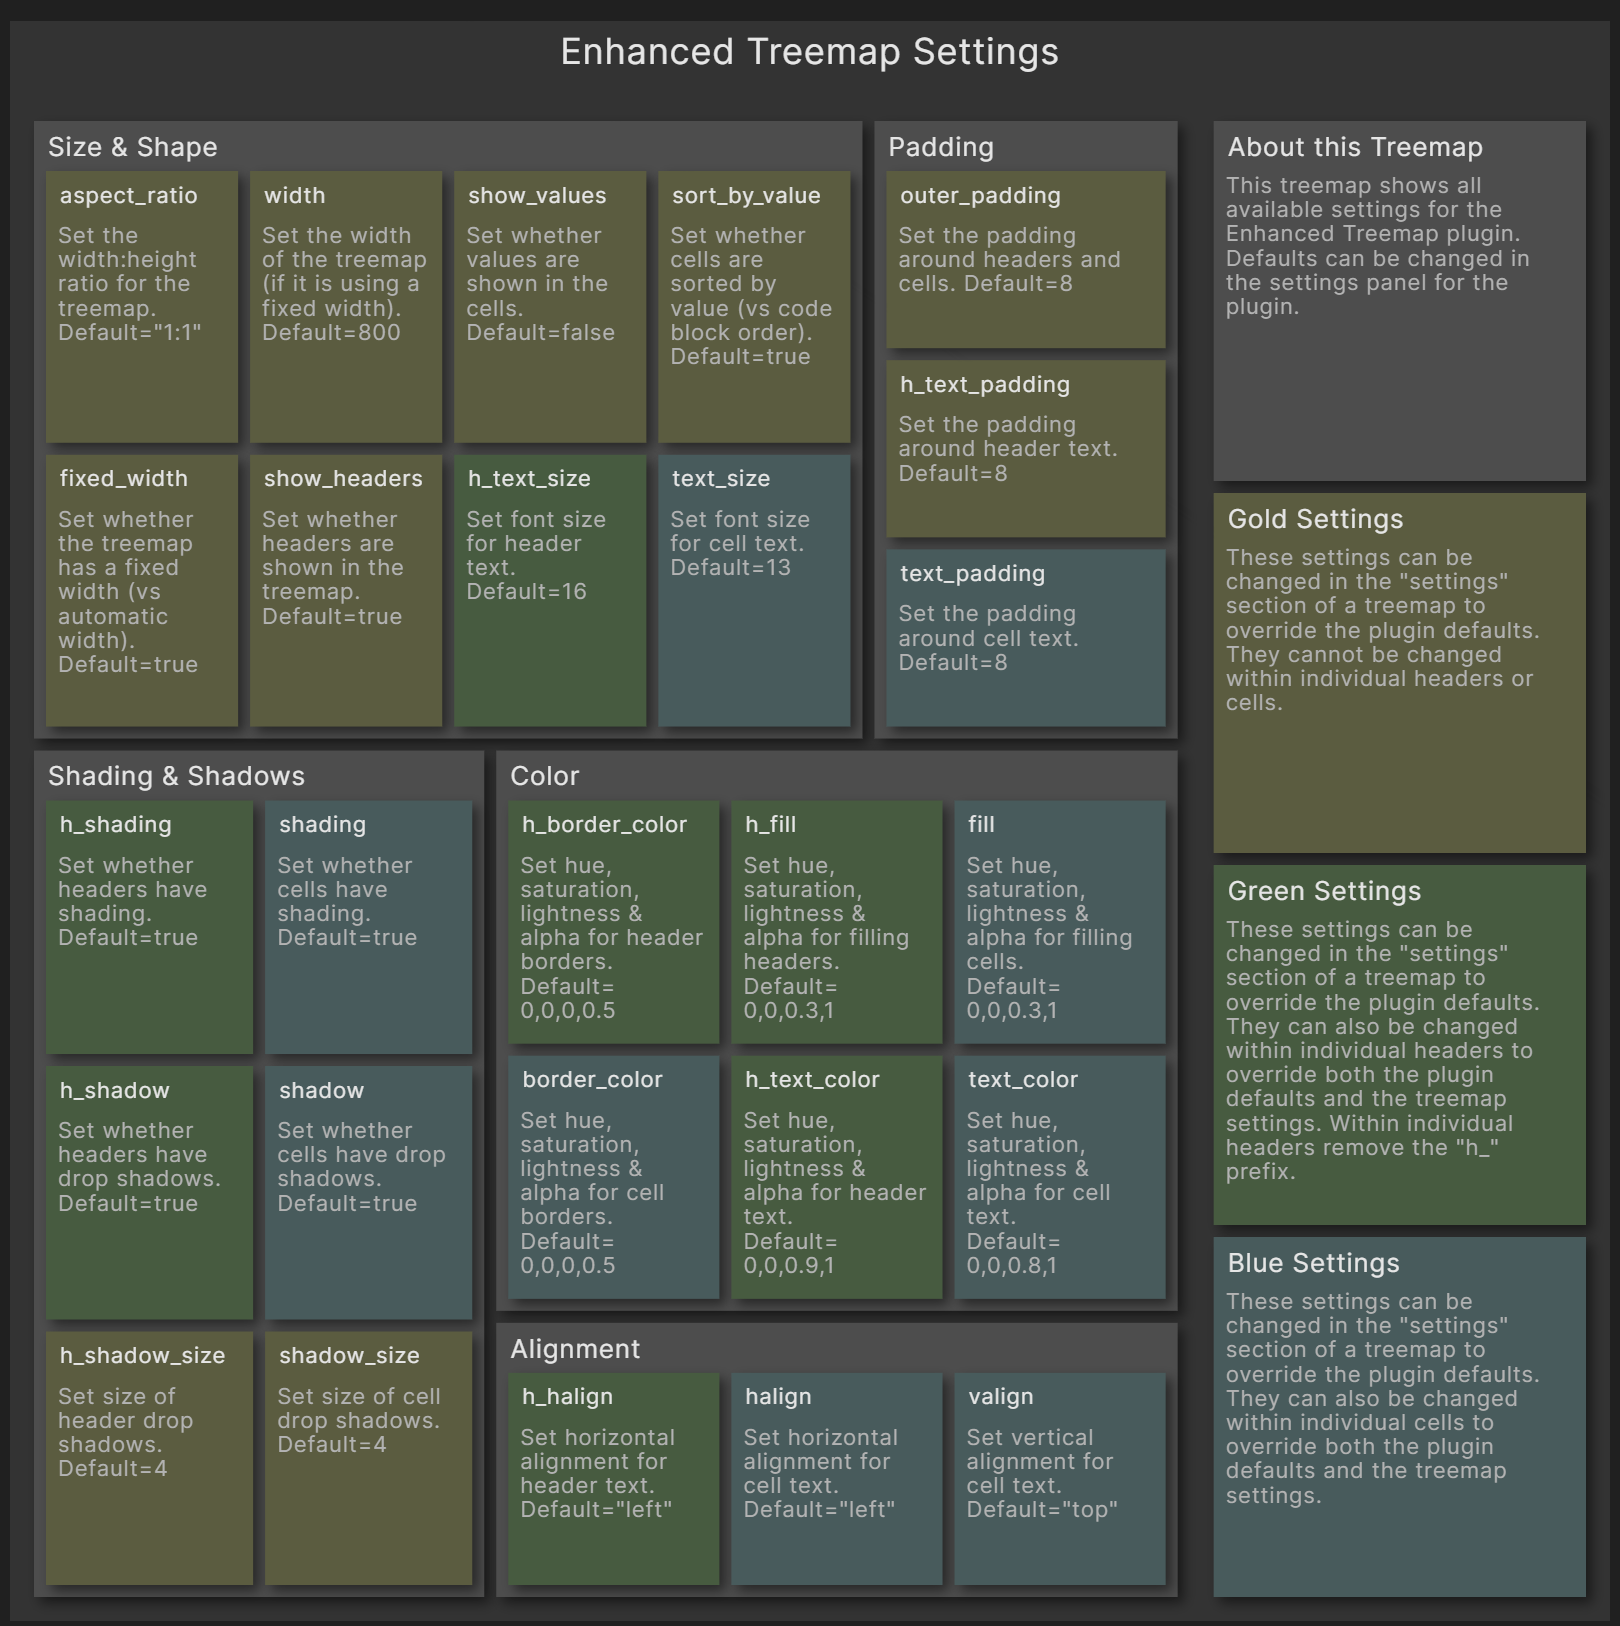 Enhanced Treemap Settings
Size & Shape
aspect_ratio
Set the
width:height
ratio for the
treemap.
Default="1:1"
width
Set the width
of the treemap
(if it is using a
fixed width).
Default=800
show_values
Set whether
values are
shown in the
cells.
Default=false
sort_by_value
Set whether
cells are
sorted by
value (vs code
block order).
Default=true
fixed_width
Set whether
the treemap
has a fixed
width (vs
automatic
width).
Default=true
show_headers
Set whether
headers are
shown in the
treemap.
Default=true
h_text_size
Set font size
for header
text.
Default=16
text_size
Set font size
for cell text.
Default=13
Padding
outer_padding
Set the padding
around headers and
cells. Default=8
h_text_padding
Set the padding
around header text.
Default=8
text_padding
Set the padding
around cell text.
Default=8
Shading & Shadows
h_shading
Set whether
headers have
shading.
Default=true
shading
Set whether
cells have
shading.
Default=true
h_shadow
Set whether
headers have
drop shadows.
Default=true
shadow
Set whether
cells have drop
shadows.
Default=true
h_shadow_size
Set size of
header drop
shadows.
Default=4
shadow_size
Set size of cell
drop shadows.
Default=4
Color
h_border_color
Set hue,
saturation,
lightness &
alpha for header
borders.
Default=
0,0,0,0.5
h_fill
Set hue,
saturation,
lightness &
alpha for filling
headers.
Default=
0,0,0.3,1
fill
Set hue,
saturation,
lightness &
alpha for filling
cells.
Default=
0,0,0.3,1
border_color
Set hue,
saturation,
lightness &
alpha for cell
borders.
Default=
0,0,0,0.5
h_text_color
Set hue,
saturation,
lightness &
alpha for header
text.
Default=
0,0,0.9,1
text_color
Set hue,
saturation,
lightness &
alpha for cell
text.
Default=
0,0,0.8,1
Alignment
h_halign
Set horizontal
alignment for
header text.
Default="left"
halign
Set horizontal
alignment for
cell text.
Default="left"
valign
Set vertical
alignment for
cell text.
Default="top"
About this Treemap
This treemap shows all
available settings for the
Enhanced Treemap plugin.
Defaults can be changed in
the settings panel for the
plugin.
Gold Settings
These settings can be
changed in the "settings"
section of a treemap to
override the plugin defaults.
They cannot be changed
within individual headers or
cells.
Green Settings
These settings can be
changed in the "settings"
section of a treemap to
override the plugin defaults.
They can also be changed
within individual headers to
override both the plugin
defaults and the treemap
settings. Within individual
headers remove the "h_"
prefix.
Blue Settings
These settings can be
changed in the "settings"
section of a treemap to
override the plugin defaults.
They can also be changed
within individual cells to
override both the plugin
defaults and the treemap
settings.